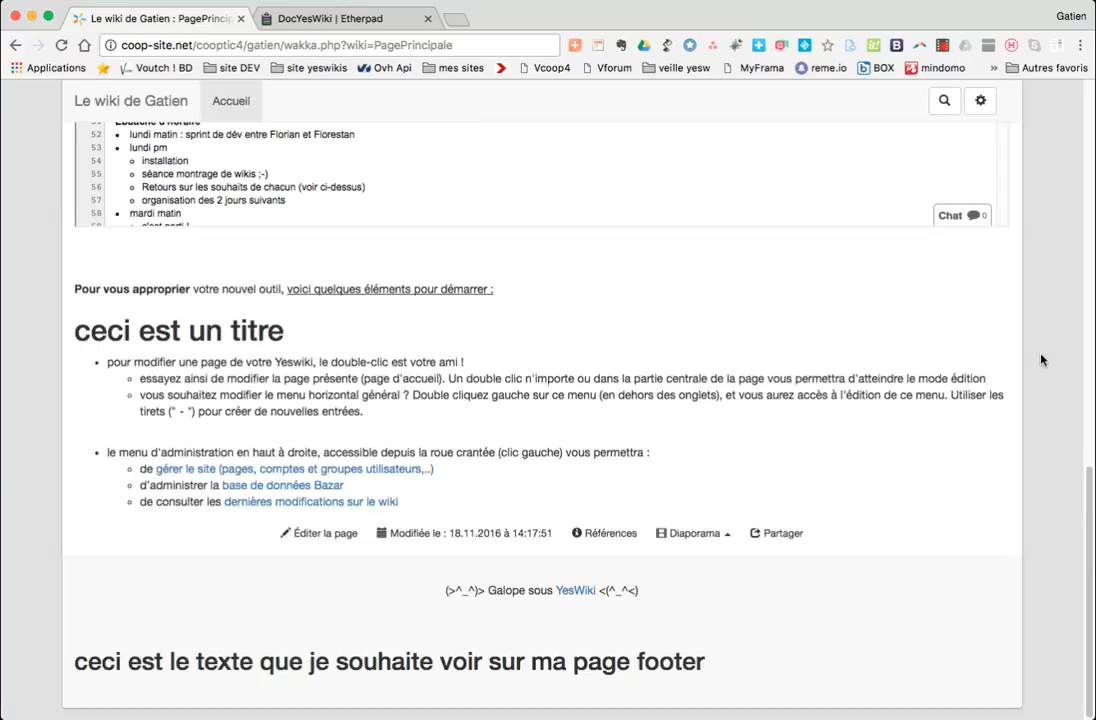 Le wiki de Gatien : PagePrincip
DocYesWiki | Etherpad
Gatien
coop-site.net/cooptic4/gatien/wakka.php?wiki=PagePrincipale
Applications
Voutch ! BD
site DEV
site yeswikis
Ovh Api
mes sites
Vcoop4
Vforum
veille yesw
MyFrama
reme.io
BOX
mindomo
»
Autres favoris
Le wiki de Gatien
Accueil
52 • lundi matin : sprint de dév entre Florian et Florestan
53 • lundi pm
54 ○ installation
55 ○ séance montrage de wikis ;-)
56 ○ Retours sur les souhaits de chacun (voir ci-dessus)
57 ○ organisation des 2 jours suivants
58 • mardi matin
Chat 0
Pour vous approprier votre nouvel outil, voici quelques éléments pour démarrer :
ceci est un titre
• pour modifier une page de votre Yeswiki, le double-clic est votre ami !
○ essayez ainsi de modifier la page présente (page d'accueil). Un double clic n'importe ou dans la partie centrale de la page vous permettra d'atteindre le mode édition
○ vous souhaitez modifier le menu horizontal général ? Double cliquez gauche sur ce menu (en dehors des onglets), et vous aurez accès à l'édition de ce menu. Utiliser les
tirets (" - ") pour créer de nouvelles entrées.
• le menu d'administration en haut à droite, accessible depuis la roue crantée (clic gauche) vous permettra :
○ de gérer le site (pages, comptes et groupes utilisateurs,..)
○ d'administrer la base de données Bazar
○ de consulter les dernières modifications sur le wiki
Éditer la page
Modifiée le : 18.11.2016 à 14:17:51
Références
Diaporama
Partager
(>^_^)> Galope sous YesWiki <(^_^<)
ceci est le texte que je souhaite voir sur ma page footer